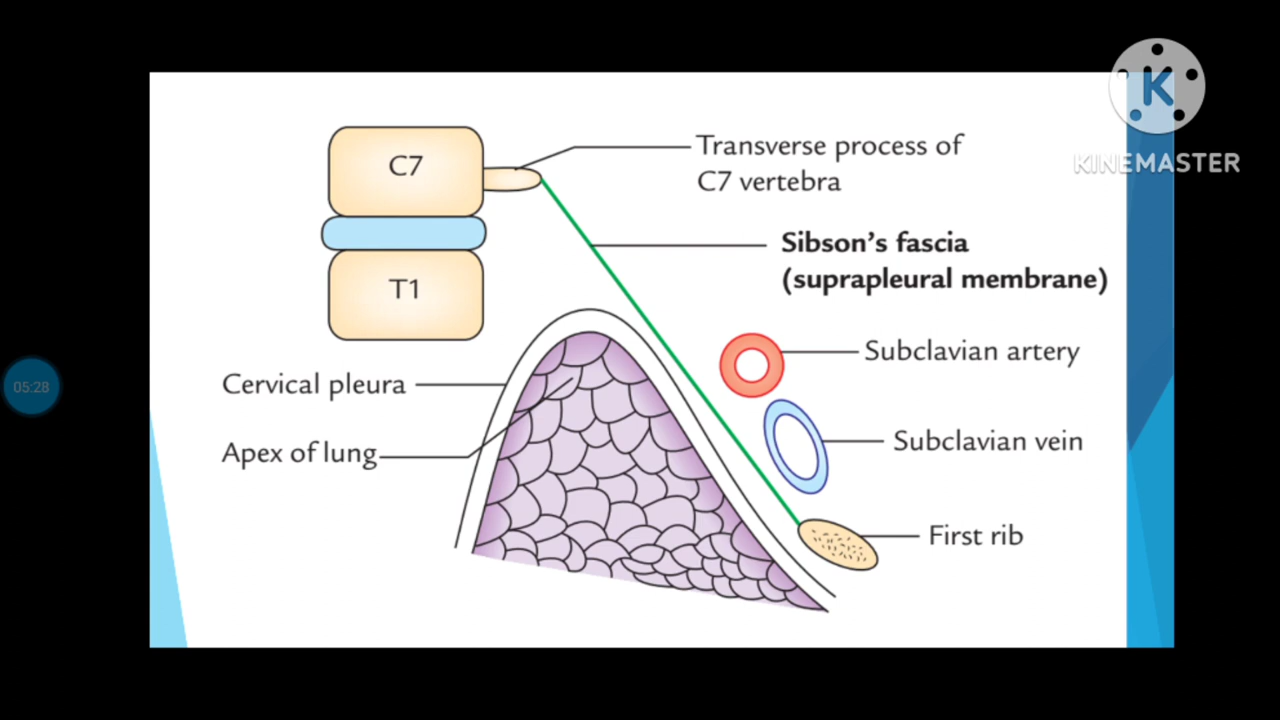 K
KINEMASTER
C7
Transverse process of
C7 vertebra
Sibson's fascia
(suprapleural membrane)
T1
Subclavian artery
Cervical pleura
05:28
Subclavian vein
Apex of lung
First rib